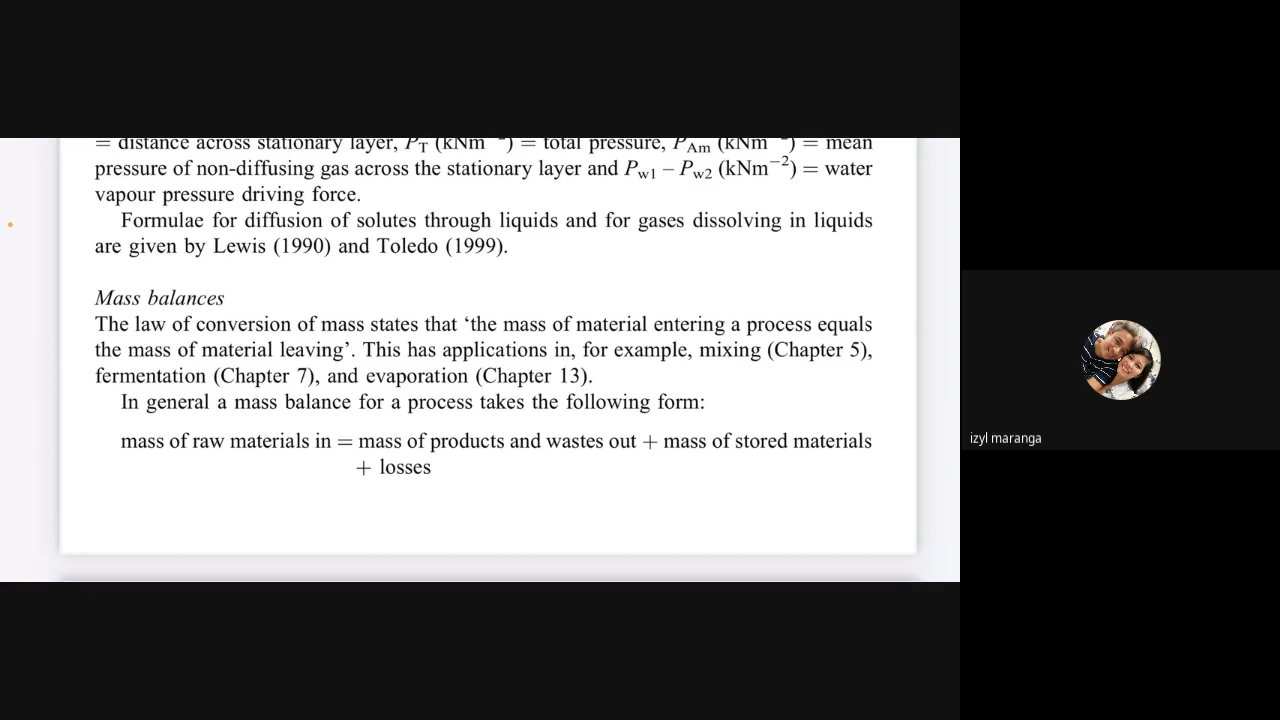 = distance across stationary layer, P_T (kNm⁻²) = total pressure, P_Am (kNm⁻²) = mean
pressure of non-diffusing gas across the stationary layer and P_w1 – P_w2 (kNm⁻²) = water
vapour pressure driving force.
Formulae for diffusion of solutes through liquids and for gases dissolving in liquids
are given by Lewis (1990) and Toledo (1999).
Mass balances
The law of conversion of mass states that ‘the mass of material entering a process equals
the mass of material leaving’. This has applications in, for example, mixing (Chapter 5),
fermentation (Chapter 7), and evaporation (Chapter 13).
In general a mass balance for a process takes the following form:
mass of raw materials in = mass of products and wastes out + mass of stored materials
+ losses
izyl maranga